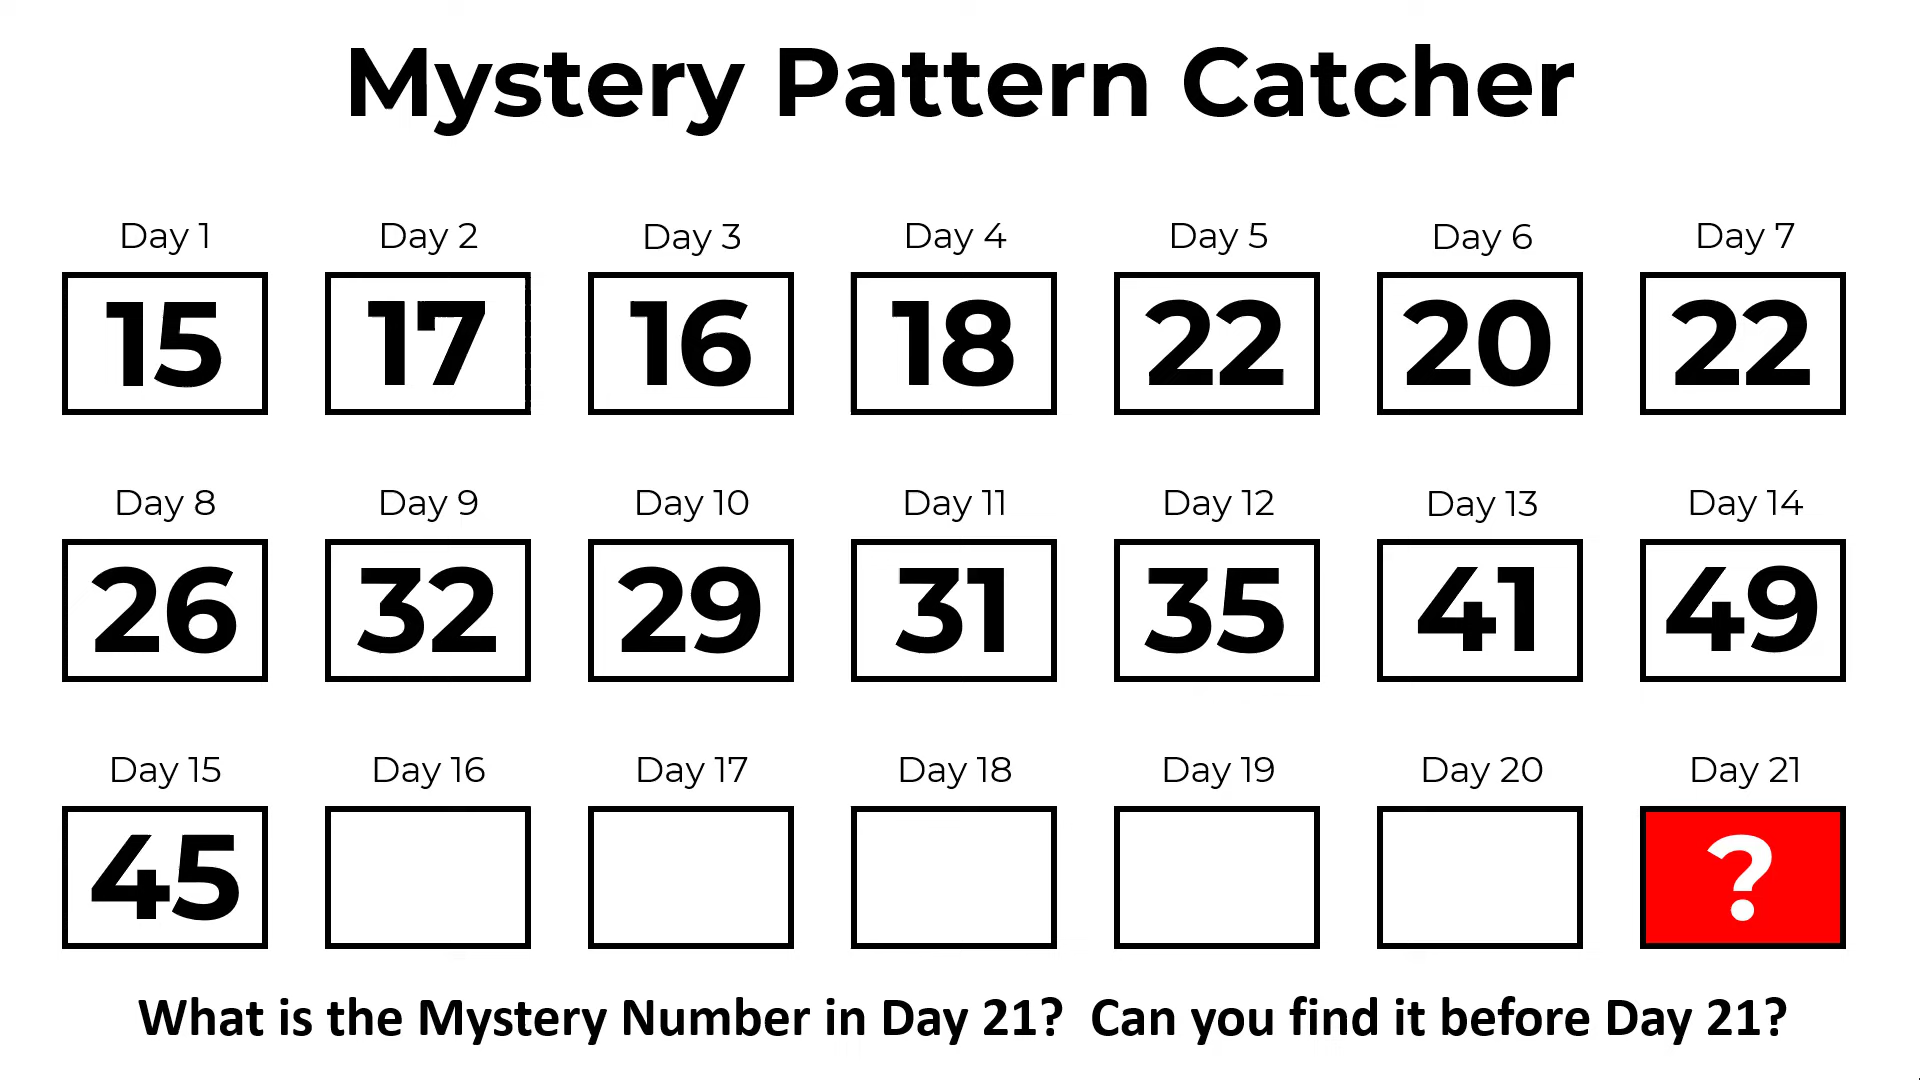 Mystery Pattern Catcher
Day 1 Day 2 Day 3 Day 4 Day 5 Day 6 Day 7
15 17 16 18 22 20 22
Day 8 Day 9 Day 10 Day 11 Day 12 Day 13 Day 14
26 32 29 31 35 41 49
Day 15 Day 16 Day 17 Day 18 Day 19 Day 20 Day 21
45 ?
What is the Mystery Number in Day 21? Can you find it before Day 21?